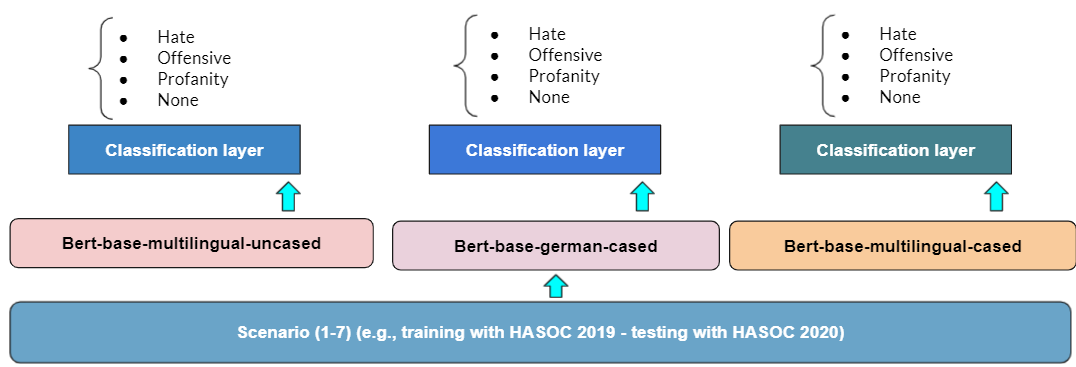 ● Hate
● Offensive
● Profanity
● None
● Hate
● Offensive
● Profanity
● None
● Hate
● Offensive
● Profanity
● None
Classification layer
Classification layer
Classification layer
Bert-base-multilingual-uncased
Bert-base-german-cased
Bert-base-multilingual-cased
Scenario (1-7) (e.g., training with HASOC 2019 - testing with HASOC 2020)